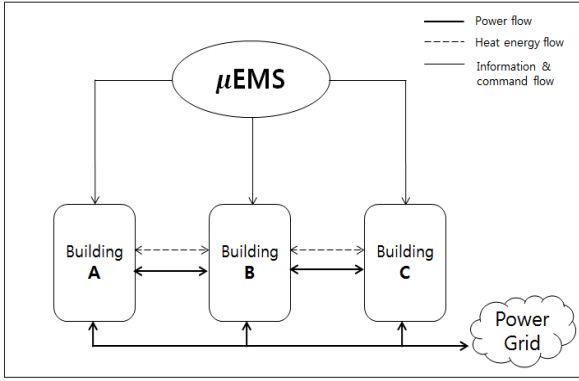 Power flow
Heat energy flow
Information &
command flow
μEMS
Building
A
Building
B
Building
C
Power
Grid